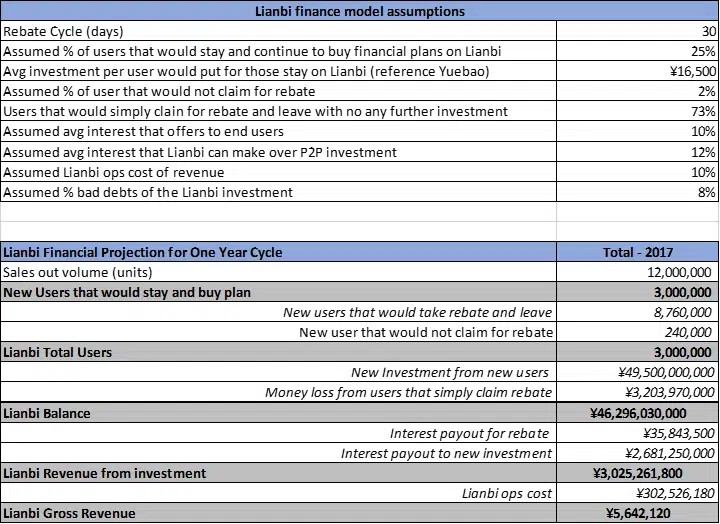 Lianbi finance model assumptions
Rebate Cycle (days) 30
Assumed % of users that would stay and continue to buy financial plans on Lianbi 25%
Avg investment per user would put for those stay on Lianbi (reference Yuebao) ¥16,500
Assumed % of user that would not claim for rebate 2%
Users that would simply clain for rebate and leave with no any further investment 73%
Assumed avg interest that offers to end users 10%
Assumed avg interest that Lianbi can make over P2P investment 12%
Assumed Lianbi ops cost of revenue 10%
Assumed % bad debts of the Lianbi investment 8%
Lianbi Financial Projection for One Year Cycle Total - 2017
Sales out volume (units) 12,000,000
New Users that would stay and buy plan 3,000,000
New users that would take rebate and leave 8,760,000
New user that would not claim for rebate 240,000
Lianbi Total Users 3,000,000
New Investment from new users ¥49,500,000,000
Money loss from users that simply claim rebate ¥3,203,970,000
Lianbi Balance ¥46,296,030,000
Interest payout for rebate ¥35,843,500
Interest payout to new investment ¥2,681,250,000
Lianbi Revenue from investment ¥3,025,261,800
Lianbi ops cost ¥302,526,180
Lianbi Gross Revenue ¥5,642,120